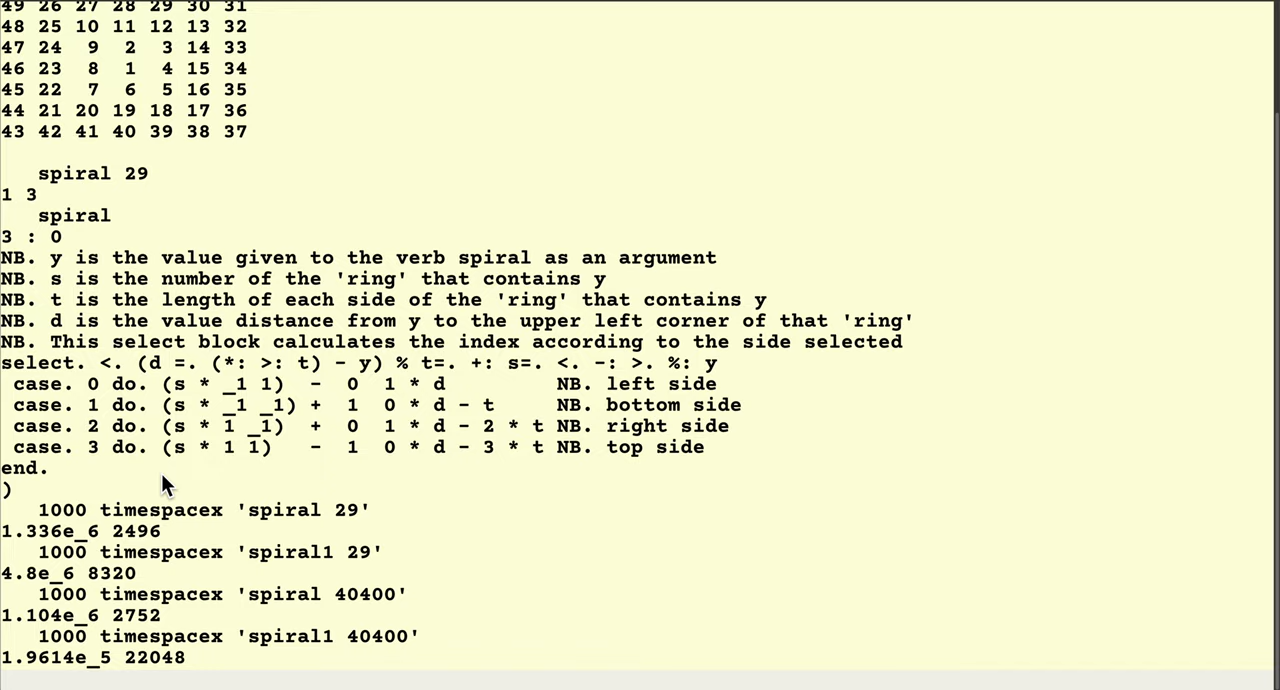 49 26 27 28 29 30 31
48 25 10 11 12 13 32
47 24  9  2  3 14 33
46 23  8  1  4 15 34
45 22  7  6  5 16 35
44 21 20 19 18 17 36
43 42 41 40 39 38 37
   spiral 29
1 3
   spiral
3 : 0
NB. y is the value given to the verb spiral as an argument
NB. s is the number of the 'ring' that contains y
NB. t is the length of each side of the 'ring' that contains y
NB. d is the value distance from y to the upper left corner of that 'ring'
NB. This select block calculates the index according to the side selected
select. <. (d =. (*: >: t) - y) % t=. +: s=. <. -: >. %: y
 case. 0 do. (s * _1 1)  -  0  1 * d         NB. left side
 case. 1 do. (s * _1 _1) +  1  0 * d - t     NB. bottom side
 case. 2 do. (s * 1 _1)  +  0  1 * d - 2 * t NB. right side
 case. 3 do. (s * 1 1)   -  1  0 * d - 3 * t NB. top side
end.
)
   1000 timespacex 'spiral 29'
1.336e_6 2496
   1000 timespacex 'spiral1 29'
4.8e_6 8320
   1000 timespacex 'spiral 40400'
1.104e_6 2752
   1000 timespacex 'spiral1 40400'
1.9614e_5 22048